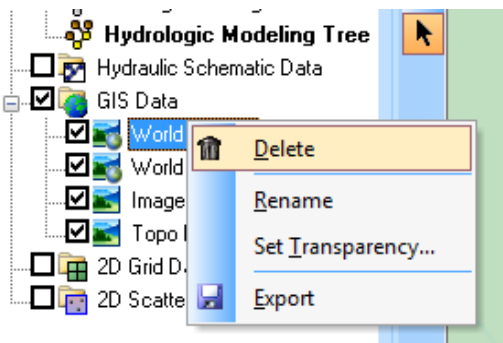 Hydrologic Modeling Tree
Hydraulic Schematic Data
GIS Data
World
Delete
World
Image
Rename
Topo
Set Transparency...
2D Grid
2D Scatte
Export